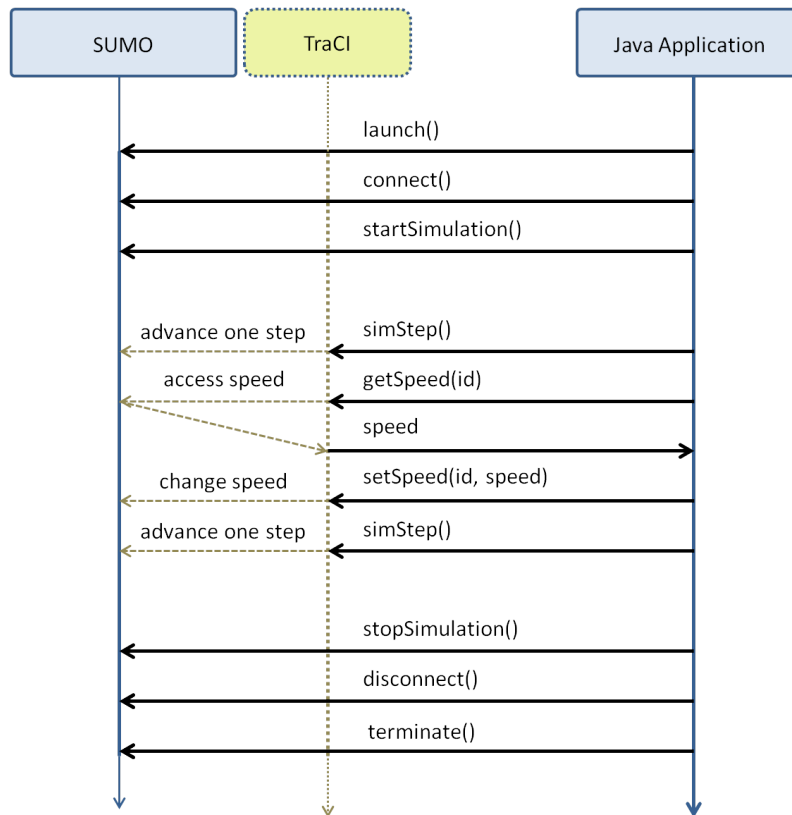 SUMO
TraCI
Java Application
launch()
connect()
startSimulation()
advance one step
simStep()
access speed
getSpeed(id)
speed
change speed
setSpeed(id, speed)
advance one step
simStep()
stopSimulation()
disconnect()
terminate()